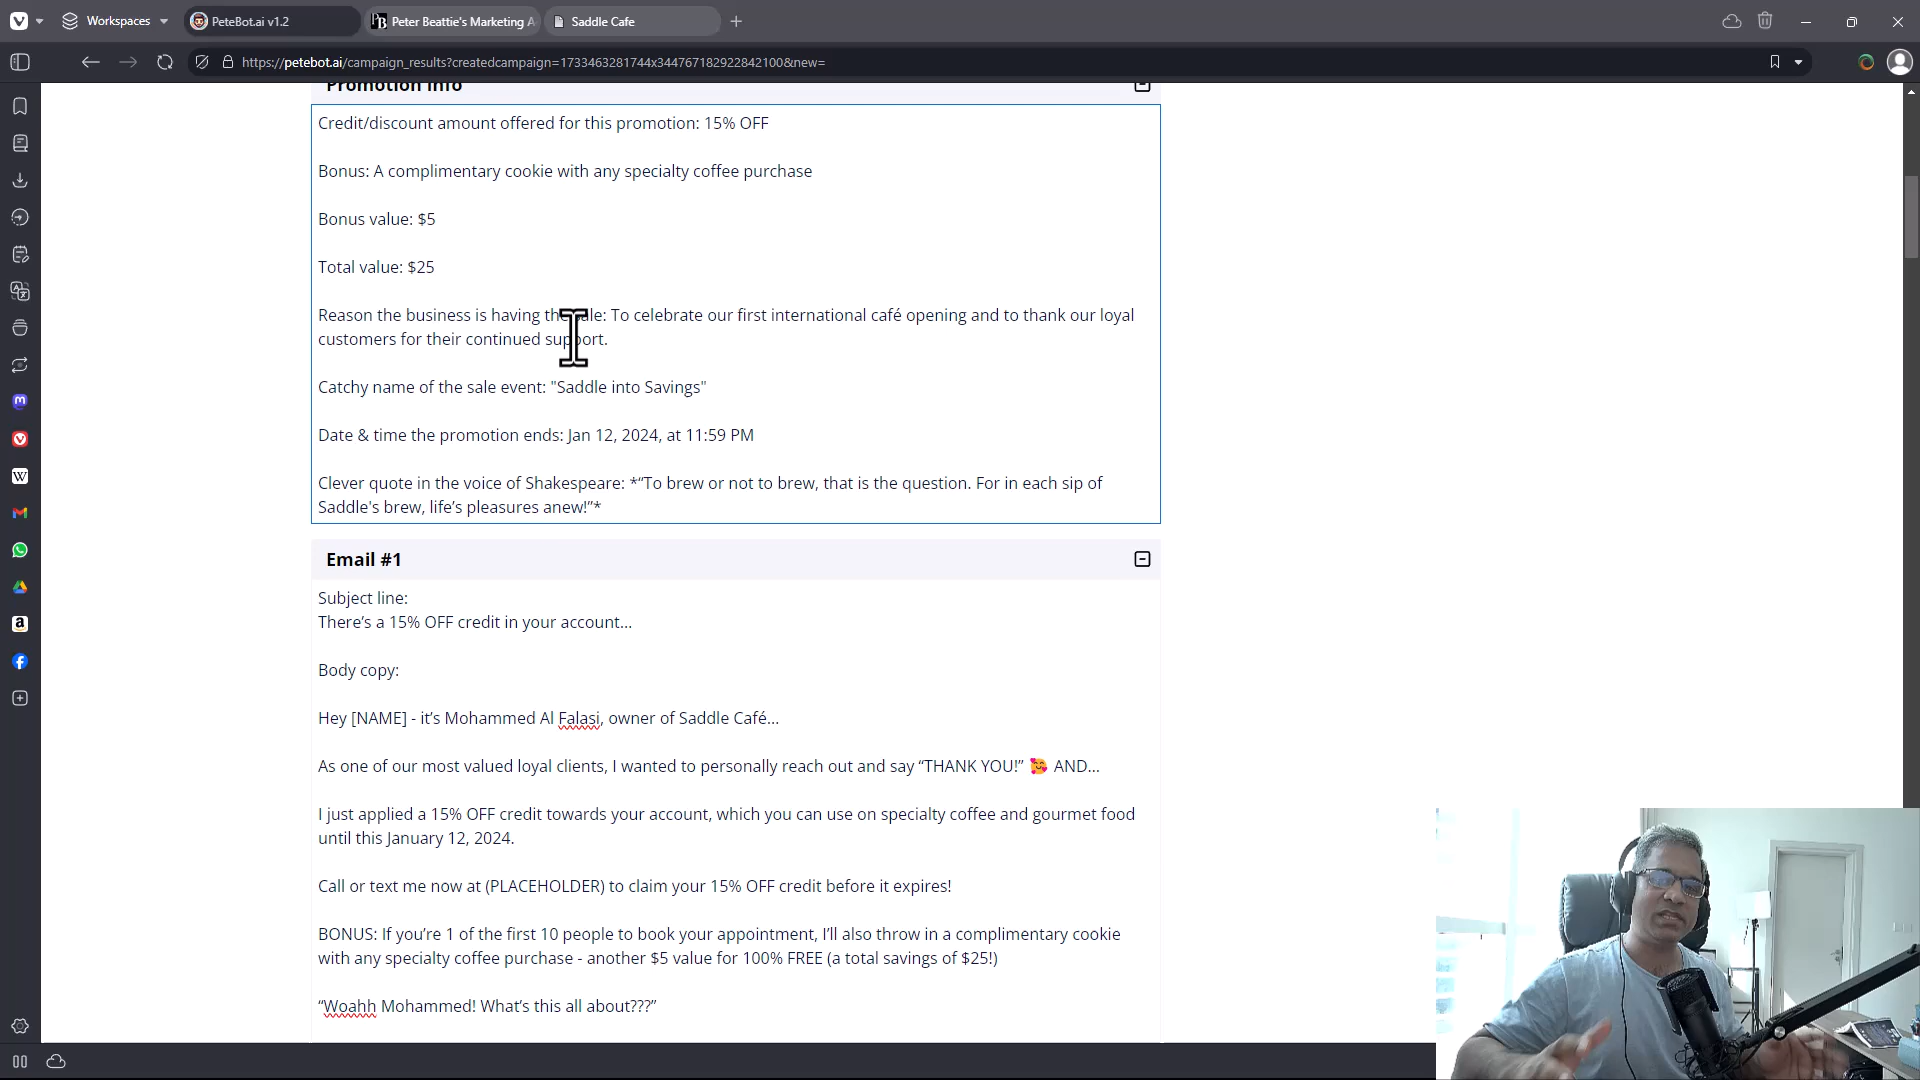 Workspaces
PeteBot.ai v1.2
Peter Beattie's Marketing A
Saddle Cafe
https://petebot.ai/campaign_results?createdcampaign=1733463281744x344767182922842100&new=
Promotion Info
Credit/discount amount offered for this promotion: 15% OFF
Bonus: A complimentary cookie with any specialty coffee purchase
Bonus value: $5
Total value: $25
Reason the business is having the sale: To celebrate our first international café opening and to thank our loyal
customers for their continued support.
Catchy name of the sale event: "Saddle into Savings"
Date & time the promotion ends: Jan 12, 2024, at 11:59 PM
Clever quote in the voice of Shakespeare: *“To brew or not to brew, that is the question. For in each sip of
Saddle's brew, life’s pleasures anew!”*
Email #1
Subject line:
There’s a 15% OFF credit in your account...
Body copy:
Hey [NAME] - it’s Mohammed Al Falasi, owner of Saddle Café...
As one of our most valued loyal clients, I wanted to personally reach out and say “THANK YOU!” 🥰 AND...
I just applied a 15% OFF credit towards your account, which you can use on specialty coffee and gourmet food
until this January 12, 2024.
Call or text me now at (PLACEHOLDER) to claim your 15% OFF credit before it expires!
BONUS: If you’re 1 of the first 10 people to book your appointment, I’ll also throw in a complimentary cookie
with any specialty coffee purchase - another $5 value for 100% FREE (a total savings of $25!)
“Woahh Mohammed! What’s this all about???”